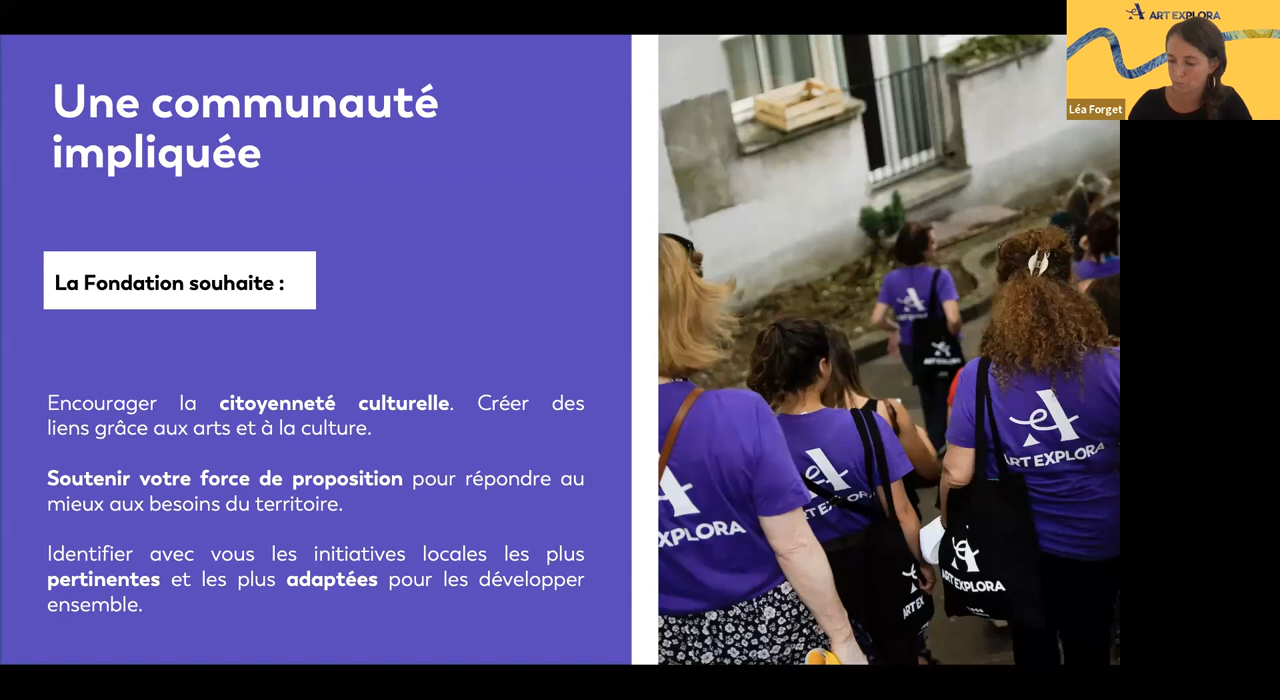 Une communauté
impliquée
La Fondation souhaite :
Encourager la citoyenneté culturelle. Créer des
liens grâce aux arts et à la culture.
Soutenir votre force de proposition pour répondre au
mieux aux besoins du territoire.
Identifier avec vous les initiatives locales les plus
pertinentes et les plus adaptées pour les développer
ensemble.
ART EXPLORA
Léa Forget
ART EXPLORA
EXPLORA
ART EXPLORA
ART EXPLORA
ART